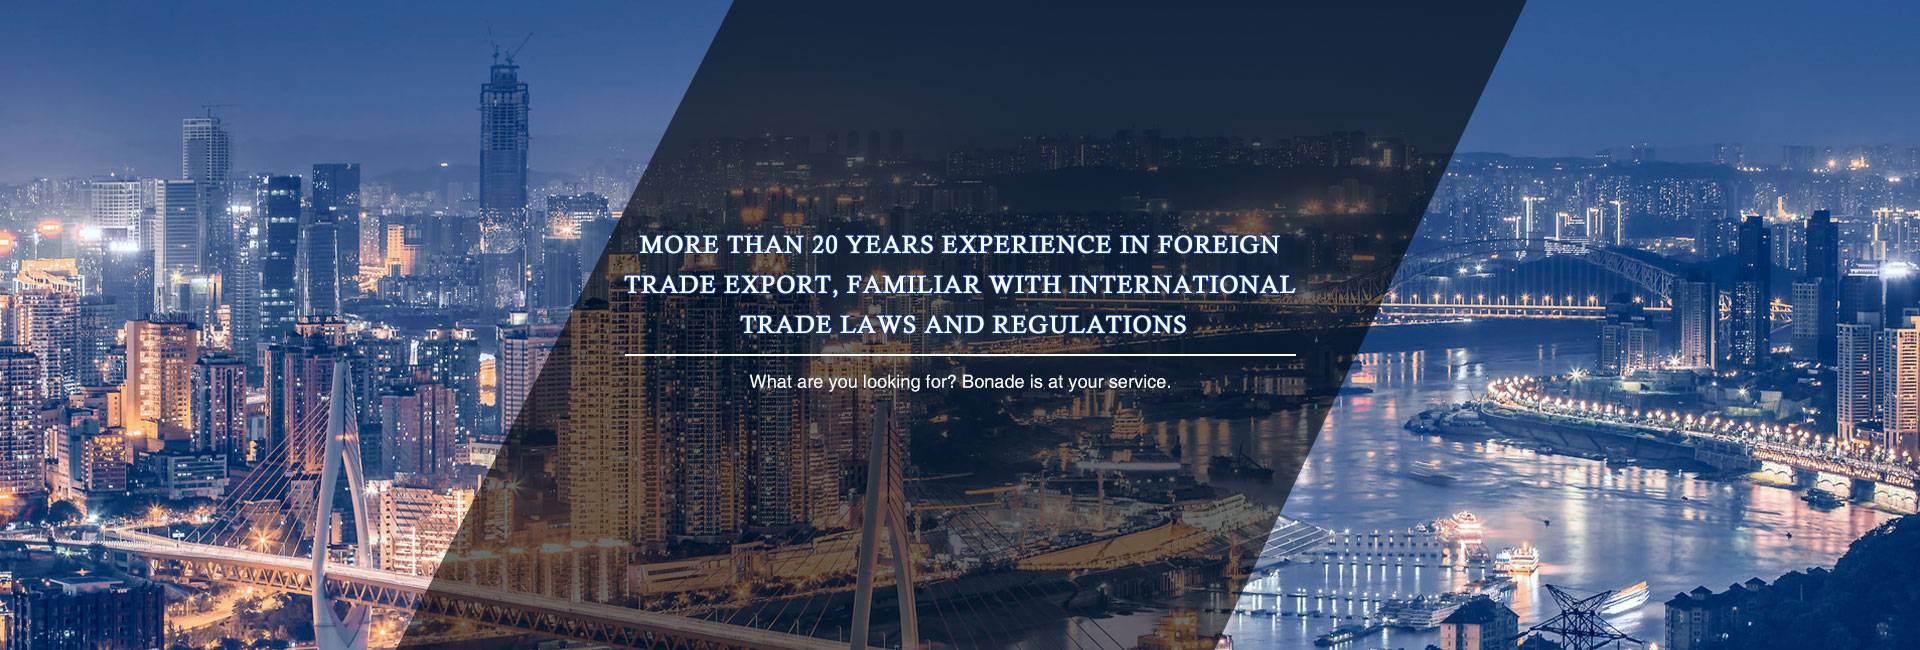 MORE THAN 20 YEARS EXPERIENCE IN FOREIGN
TRADE EXPORT, FAMILIAR WITH INTERNATIONAL
TRADE LAWS AND REGULATIONS
What are you looking for? Bonade is at your service.